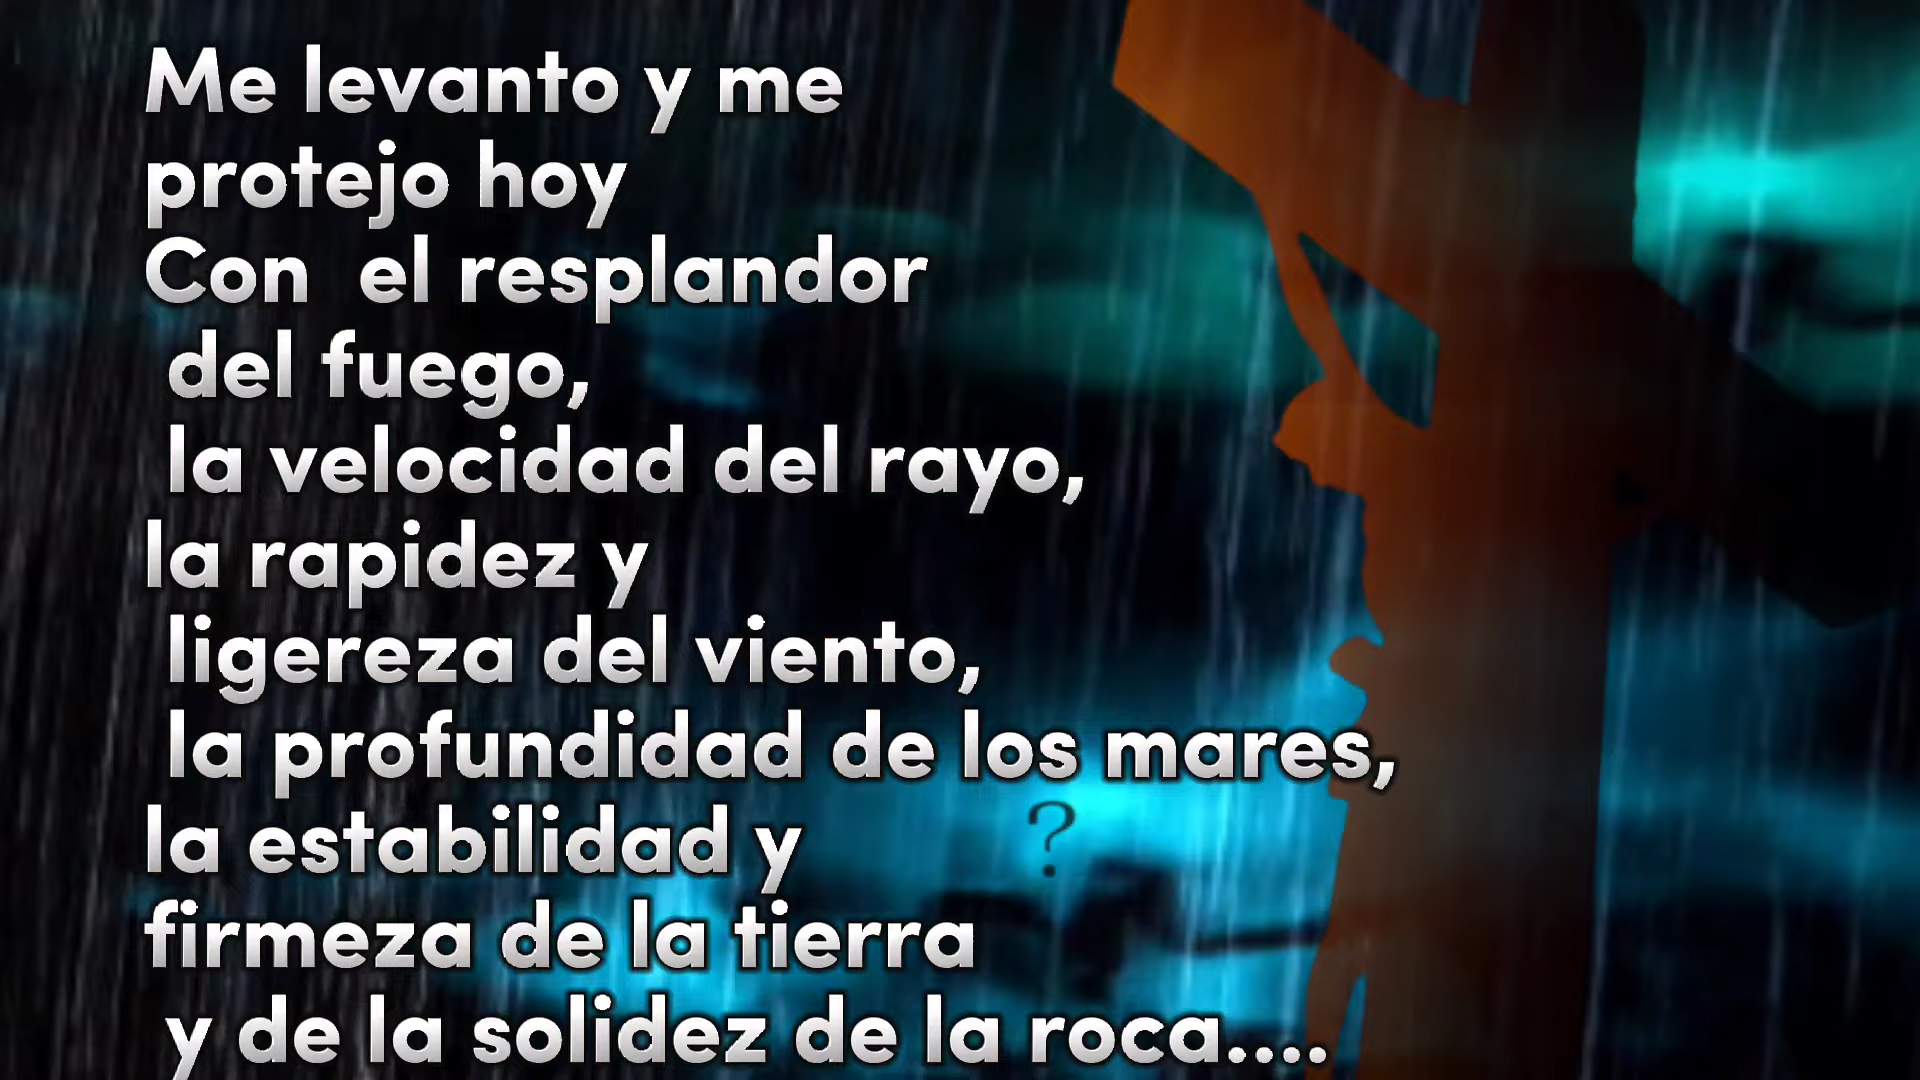 Me levanto y me
protejo hoy
Con  el resplandor
del fuego,
la velocidad del rayo,
la rapidez y
ligereza del viento,
la profundidad de los mares,
la estabilidad y
?
firmeza de la tierra
y de la solidez de la roca....